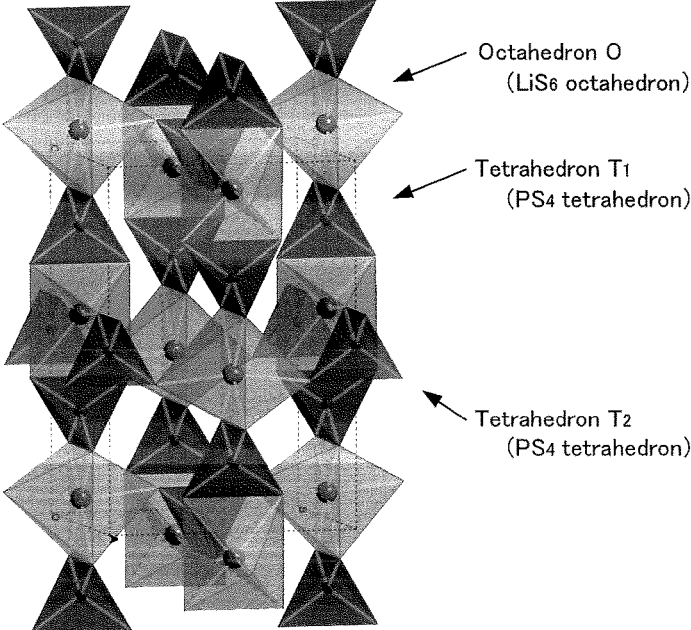 Octahedron O
(LiS₆ octahedron)
Tetrahedron T₁
(PS₄ tetrahedron)
Tetrahedron T₂
(PS₄ tetrahedron)